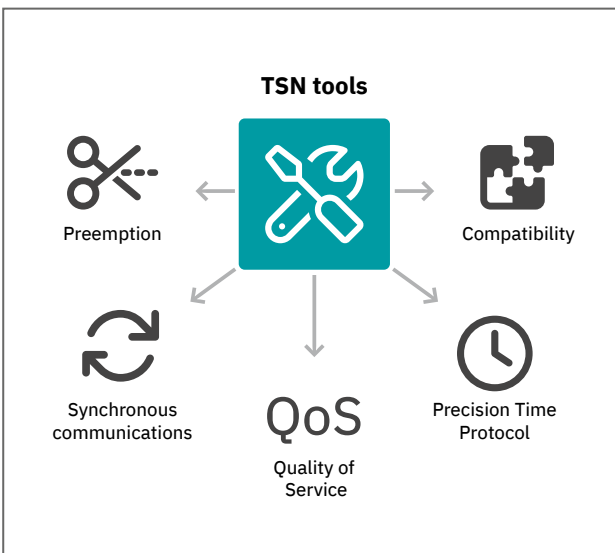 TSN tools
Preemption
Compatibility
Synchronous
communications
QoS
Quality of
Service
Precision Time
Protocol